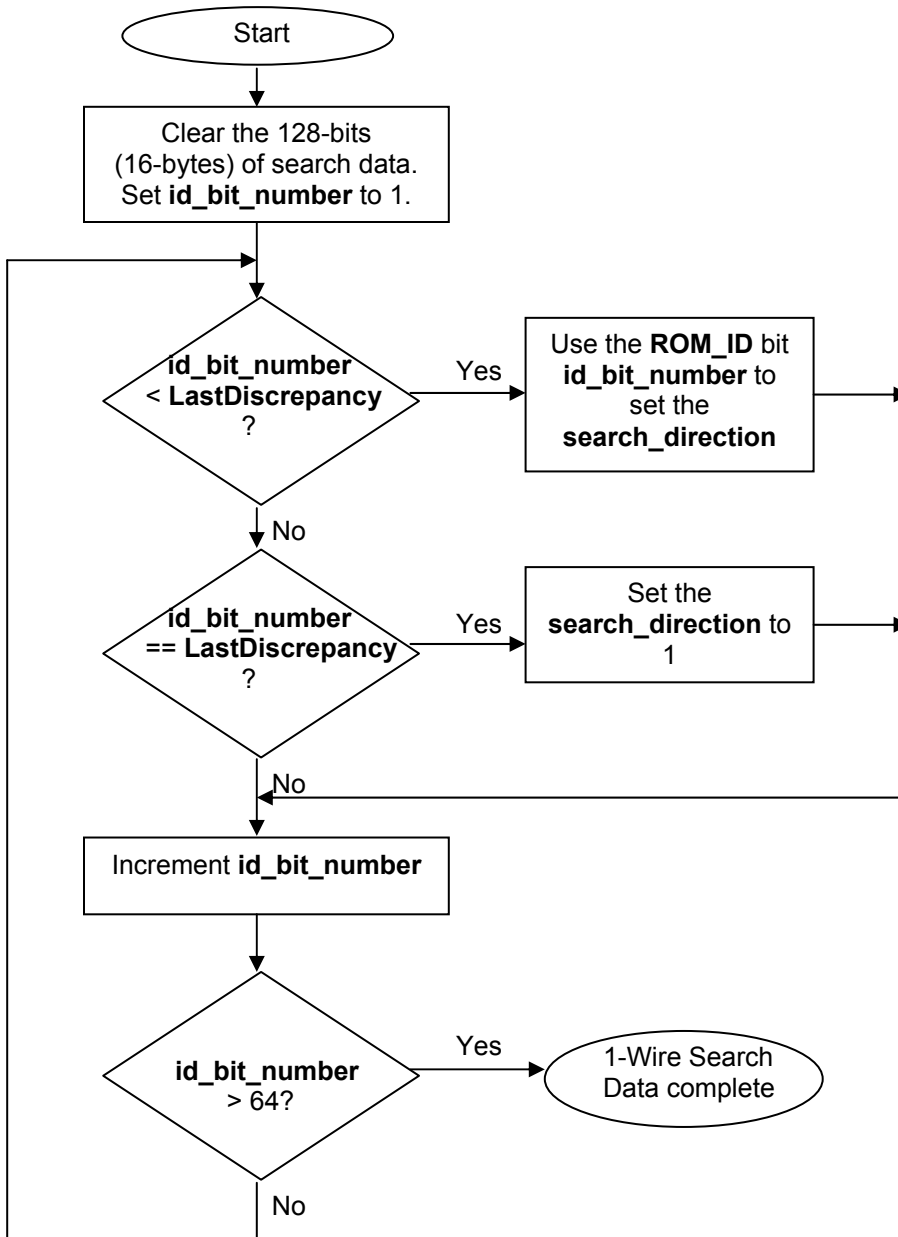 Start
Clear the 128-bits
(16-bytes) of search data.
Set id_bit_number to 1.
id_bit_number
< LastDiscrepancy
?
Yes
Use the ROM_ID bit
id_bit_number to
set the
search_direction
No
id_bit_number
== LastDiscrepancy
?
Yes
Set the
search_direction to
1
No
Increment id_bit_number
id_bit_number
> 64?
Yes
1-Wire Search
Data complete
No